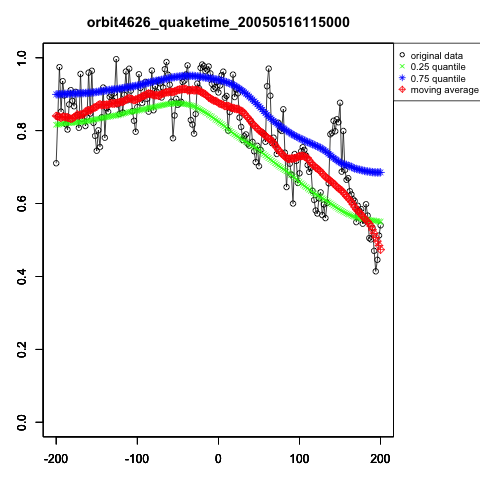 orbit4626_quaketime_20050516115000
original data
0.25 quantile
0.75 quantile
moving average
1.0
0.8
0.6
0.4
0.2
0.0
-200 -100 0 100 200